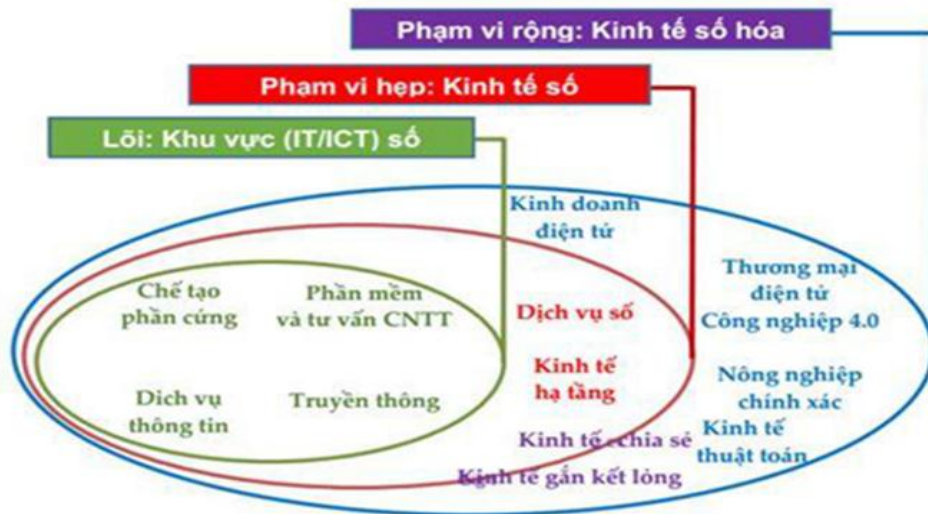 Phạm vi rộng: Kinh tế số hóa
Phạm vi hẹp: Kinh tế số
Lõi: Khu vực (IT/ICT) số
Kinh doanh
điện tử
Thương mại
điện tử
Công nghiệp 4.0
Chế tạo
phần cứng
Phần mềm
và tư vấn CNTT
Dịch vụ số
Kinh tế
hạ tầng
Nông nghiệp
chính xác
Dich vụ
thông tin
Truyền thông
Kinh tế chia sẻ
Kinh tế
thuật toán
Kinh tế gắn kết lỏng